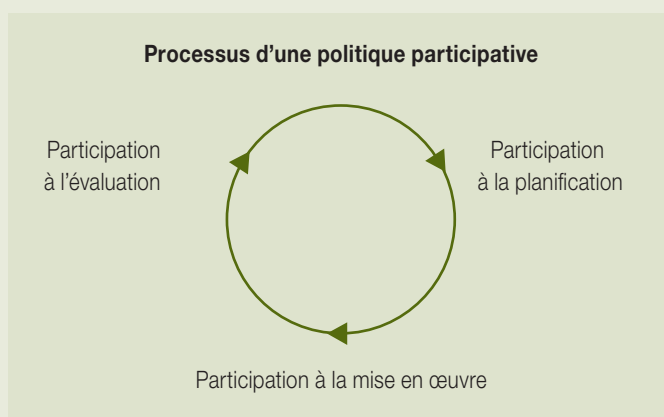 Processus d’une politique participative
Participation
à l’évaluation
Participation
à la planification
Participation à la mise en œuvre